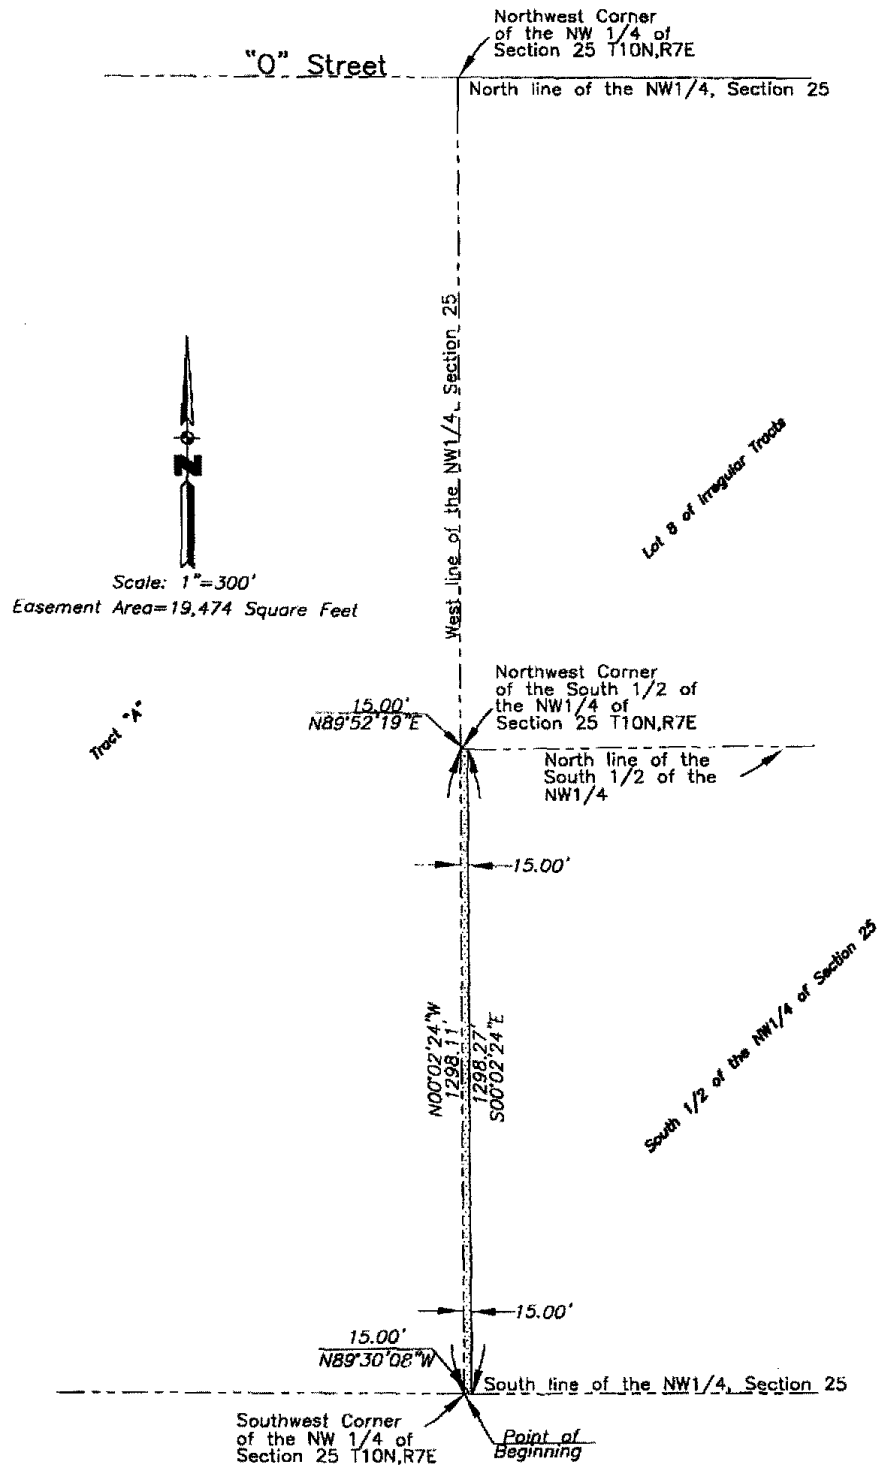 Northwest Corner
of the NW 1/4 of
Section 25 T10N,R7E
"O" Street
North line of the NW1/4, Section 25
West line of the NW1/4, Section 25
Lot 8 of Irregular Tracts
N
Scale: 1"=300'
Easement Area=19,474 Square Feet
Northwest Corner
of the South 1/2 of
the NW1/4 of
Section 25 T10N,R7E
15.00'
N89°52'19"E
Tract "A"
North line of the
South 1/2 of the
NW1/4
15.00'
South 1/2 of the NW1/4 of Section 25
N00°02'24"W
1298.11'
1298.27'
S00°02'24"E
15.00'
15.00'
N89°30'08"W
South line of the NW1/4, Section 25
Southwest Corner
of the NW 1/4 of
Section 25 T10N,R7E
Point of
Beginning